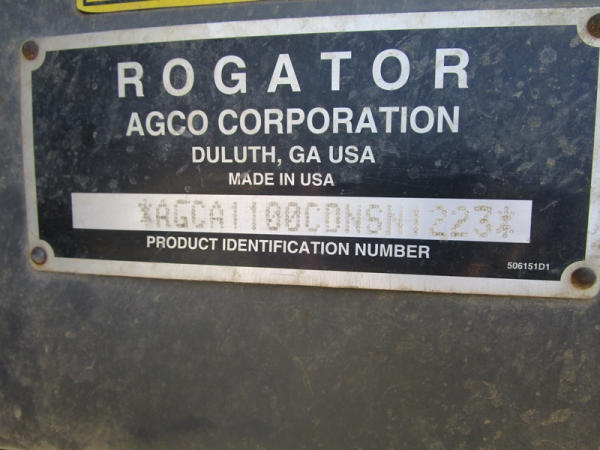 ROGATOR
AGCO CORPORATION
DULUTH, GA USA
MADE IN USA
*AGCA1100CDNSN1223*
PRODUCT IDENTIFICATION NUMBER
506151D1